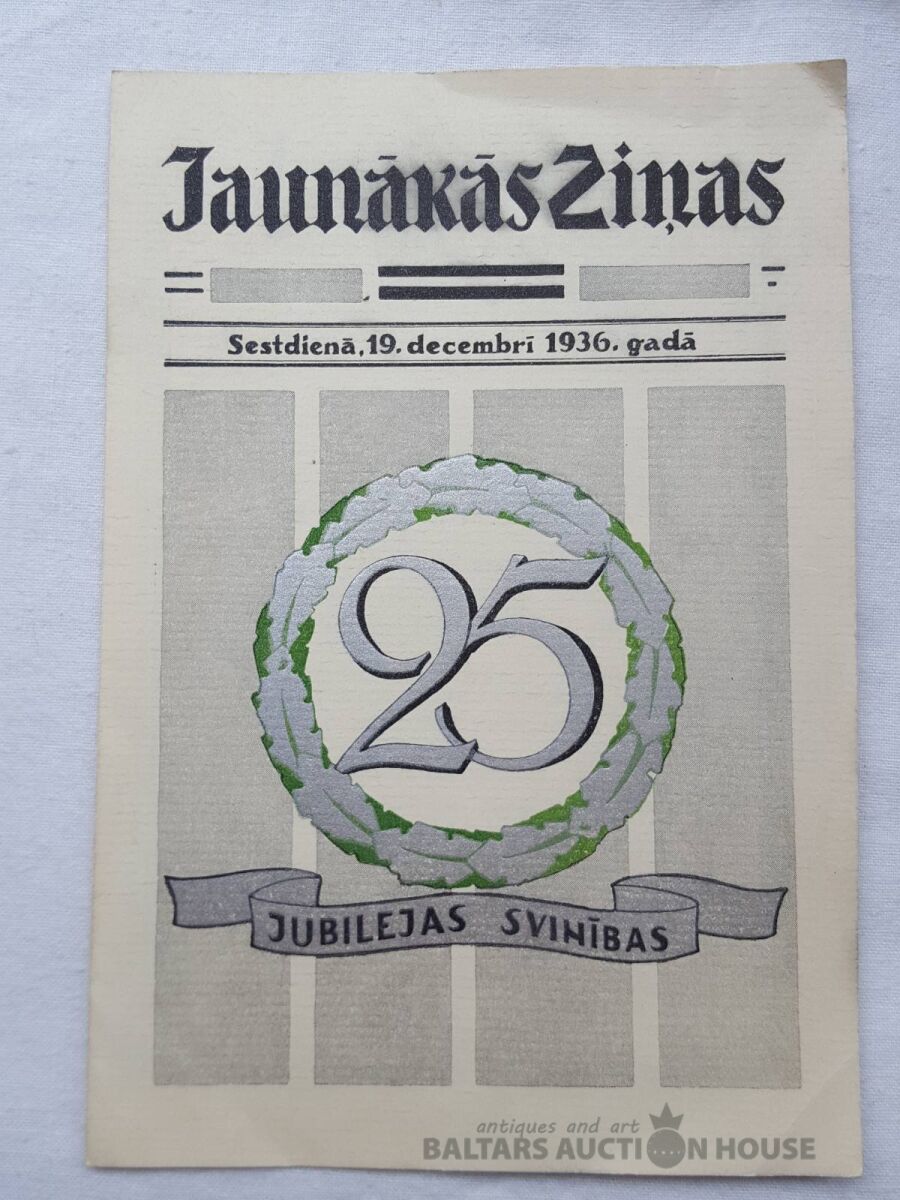 Jaunākās Ziņas
Sestdienā, 19. decembrī 1936. gadā
25
JUBILEJAS SVINĪBAS
antiques and art
BALTARS AUCTION HOUSE